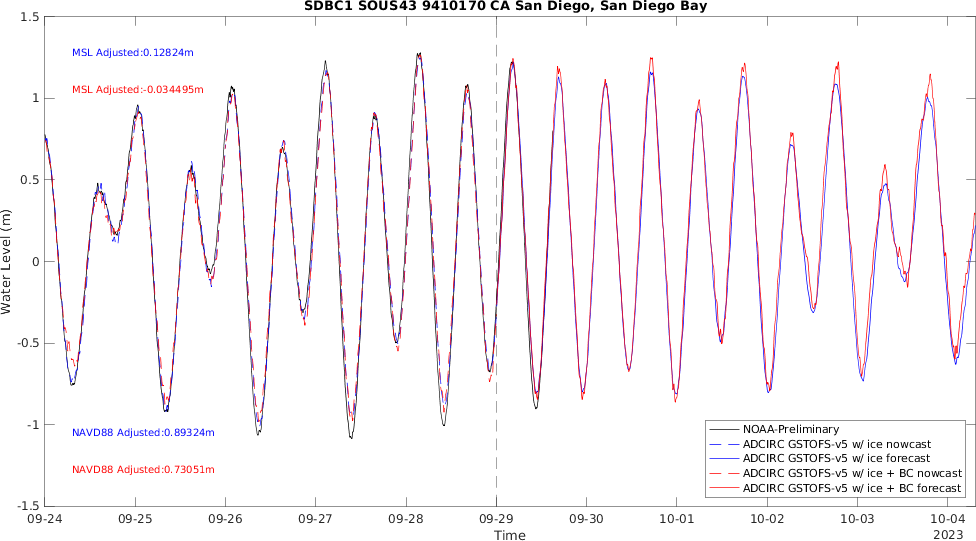 SDBC1 SOUS43 9410170 CA San Diego, San Diego Bay
1.5
1
0.5
0
-0.5
-1
-1.5
Water Level (m)
MSL Adjusted:0.12824m
MSL Adjusted:-0.034495m
NAVD88 Adjusted:0.89324m
NAVD88 Adjusted:0.73051m
NOAA-Preliminary
ADCIRC GSTOFS-v5 w/ ice nowcast
ADCIRC GSTOFS-v5 w/ ice forecast
ADCIRC GSTOFS-v5 w/ ice + BC nowcast
ADCIRC GSTOFS-v5 w/ ice + BC forecast
09-24 09-25 09-26 09-27 09-28 09-29 09-30 10-01 10-02 10-03 10-04
Time
2023